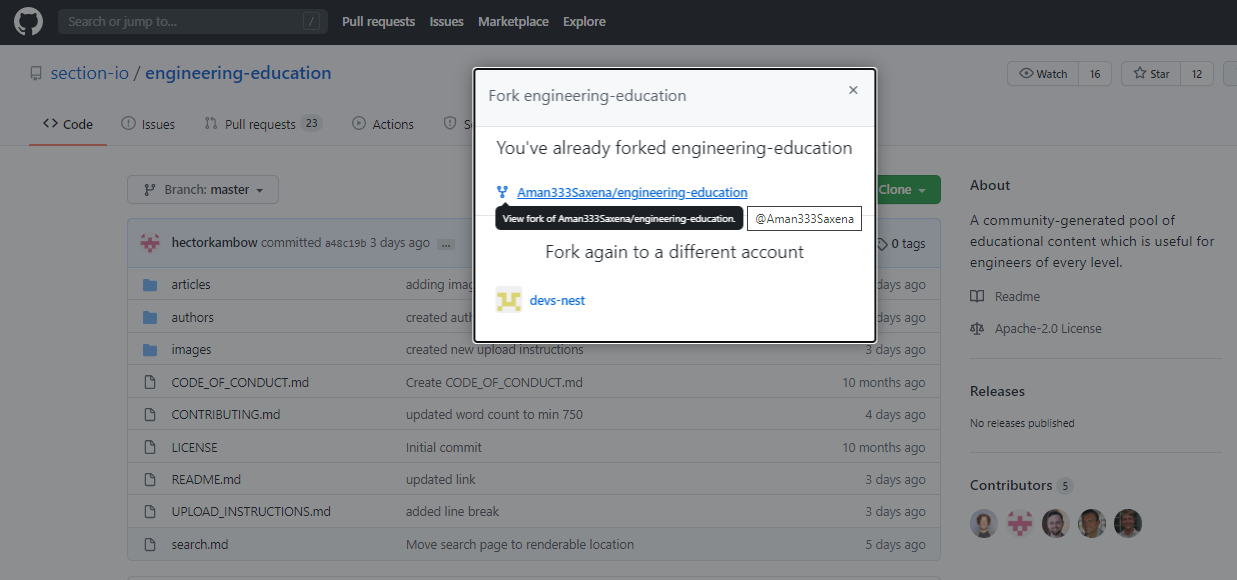 Search or jump to... /
Pull requests Issues Marketplace Explore
section-io / engineering-education
Watch 16 Star 12
Code Issues Pull requests 23 Actions
Fork engineering-education ×
You've already forked engineering-education
Aman333Saxena/engineering-education
View fork of Aman333Saxena/engineering-education.
@Aman333Saxena
Fork again to a different account
devs-nest
Branch: master
Clone
hectorkambow committed a48c19b 3 days ago ...
0 tags
articles adding imag days ago
authors created auth days ago
images created new upload instructions 3 days ago
CODE_OF_CONDUCT.md Create CODE_OF_CONDUCT.md 10 months ago
CONTRIBUTING.md updated word count to min 750 4 days ago
LICENSE Initial commit 10 months ago
README.md updated link 3 days ago
UPLOAD_INSTRUCTIONS.md added line break 3 days ago
search.md Move search page to renderable location 5 days ago
About
A community-generated pool of
educational content which is useful for
engineers of every level.
Readme
Apache-2.0 License
Releases
No releases published
Contributors 5